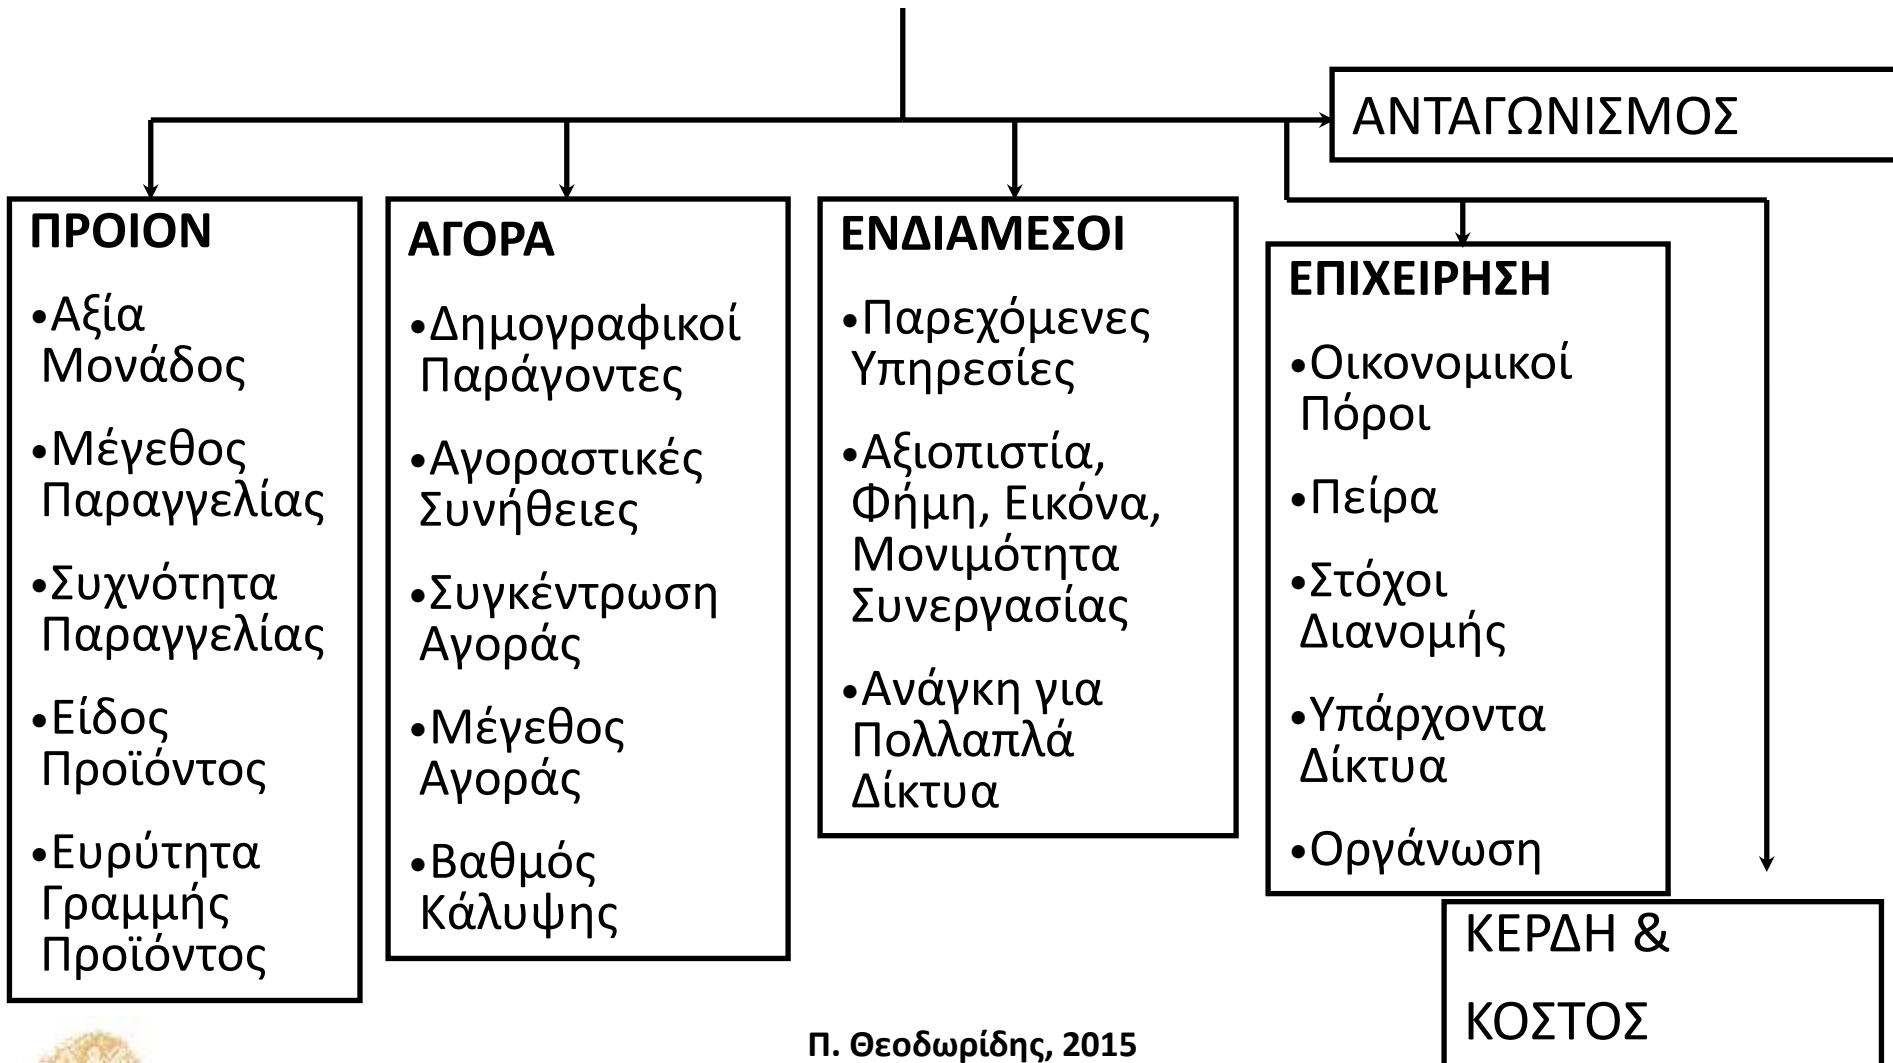 ΑΝΤΑΓΩΝΙΣΜΟΣ
ΠΡΟΙΟΝ
•Αξία
Μονάδος
•Μέγεθος
Παραγγελίας
•Συχνότητα
Παραγγελίας
•Είδος
Προϊόντος
•Ευρύτητα
Γραμμής
Προϊόντος
ΑΓΟΡΑ
•Δημογραφικοί
Παράγοντες
•Αγοραστικές
Συνήθειες
•Συγκέντρωση
Αγοράς
•Μέγεθος
Αγοράς
•Βαθμός
Κάλυψης
ΕΝΔΙΑΜΕΣΟΙ
•Παρεχόμενες
Υπηρεσίες
•Αξιοπιστία,
Φήμη, Εικόνα,
Μονιμότητα
Συνεργασίας
•Ανάγκη για
Πολλαπλά
Δίκτυα
ΕΠΙΧΕΙΡΗΣΗ
•Οικονομικοί
Πόροι
•Πείρα
•Στόχοι
Διανομής
•Υπάρχοντα
Δίκτυα
•Οργάνωση
ΚΕΡΔΗ &
ΚΟΣΤΟΣ
Π. Θεοδωρίδης, 2015